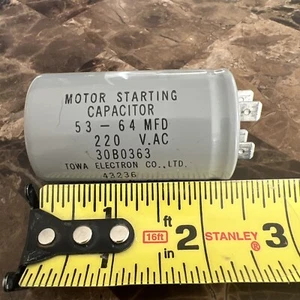 MOTOR STARTING
CAPACITOR
53 - 64 MFD
220 V.AC
30B0363
TOWA ELECTRON CO.,LTD.
43236
1 ft 2 STANLEY. 3
16ft m